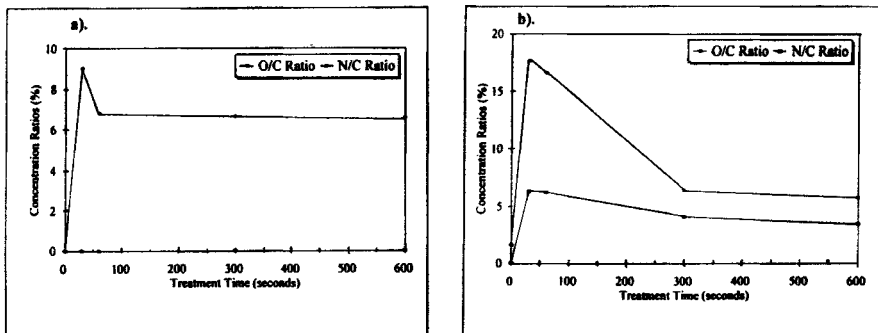 a).
10
8
6
4
2
0
Concentration Ratios (%)
O/C Ratio N/C Ratio
0 100 200 300 400 500 600
Treatment Time (seconds)
b).
20
15
10
5
0
Concentration Ratios (%)
O/C Ratio N/C Ratio
0 100 200 300 400 500 600
Treatment Time (seconds)